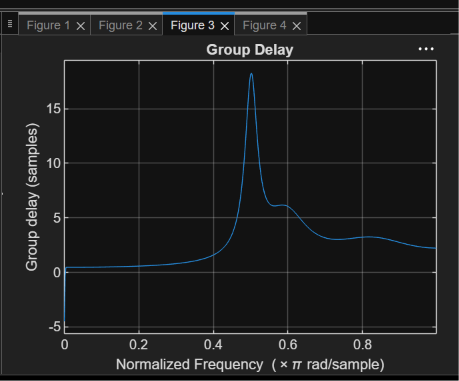 Figure 1 × Figure 2 × Figure 3 × Figure 4 ×
Group Delay
Group delay (samples)
15
10
5
0
-5
0 0.2 0.4 0.6 0.8
Normalized Frequency (× π rad/sample)